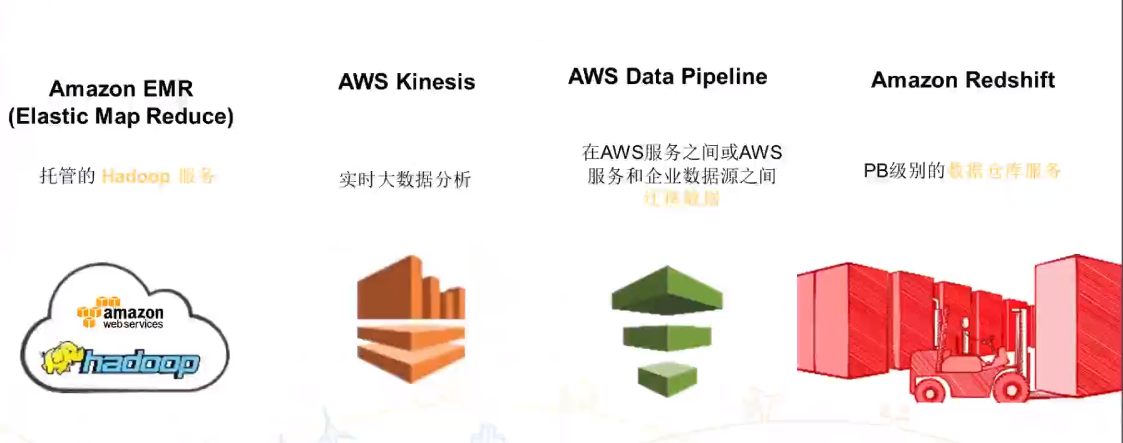 Amazon EMR
(Elastic Map Reduce)
托管的 Hadoop 服务
AWS Kinesis
实时大数据分析
AWS Data Pipeline
在AWS服务之间或AWS
服务和企业数据源之间
迁移数据
Amazon Redshift
PB级别的数据仓库服务
amazon
webservices
hadoop